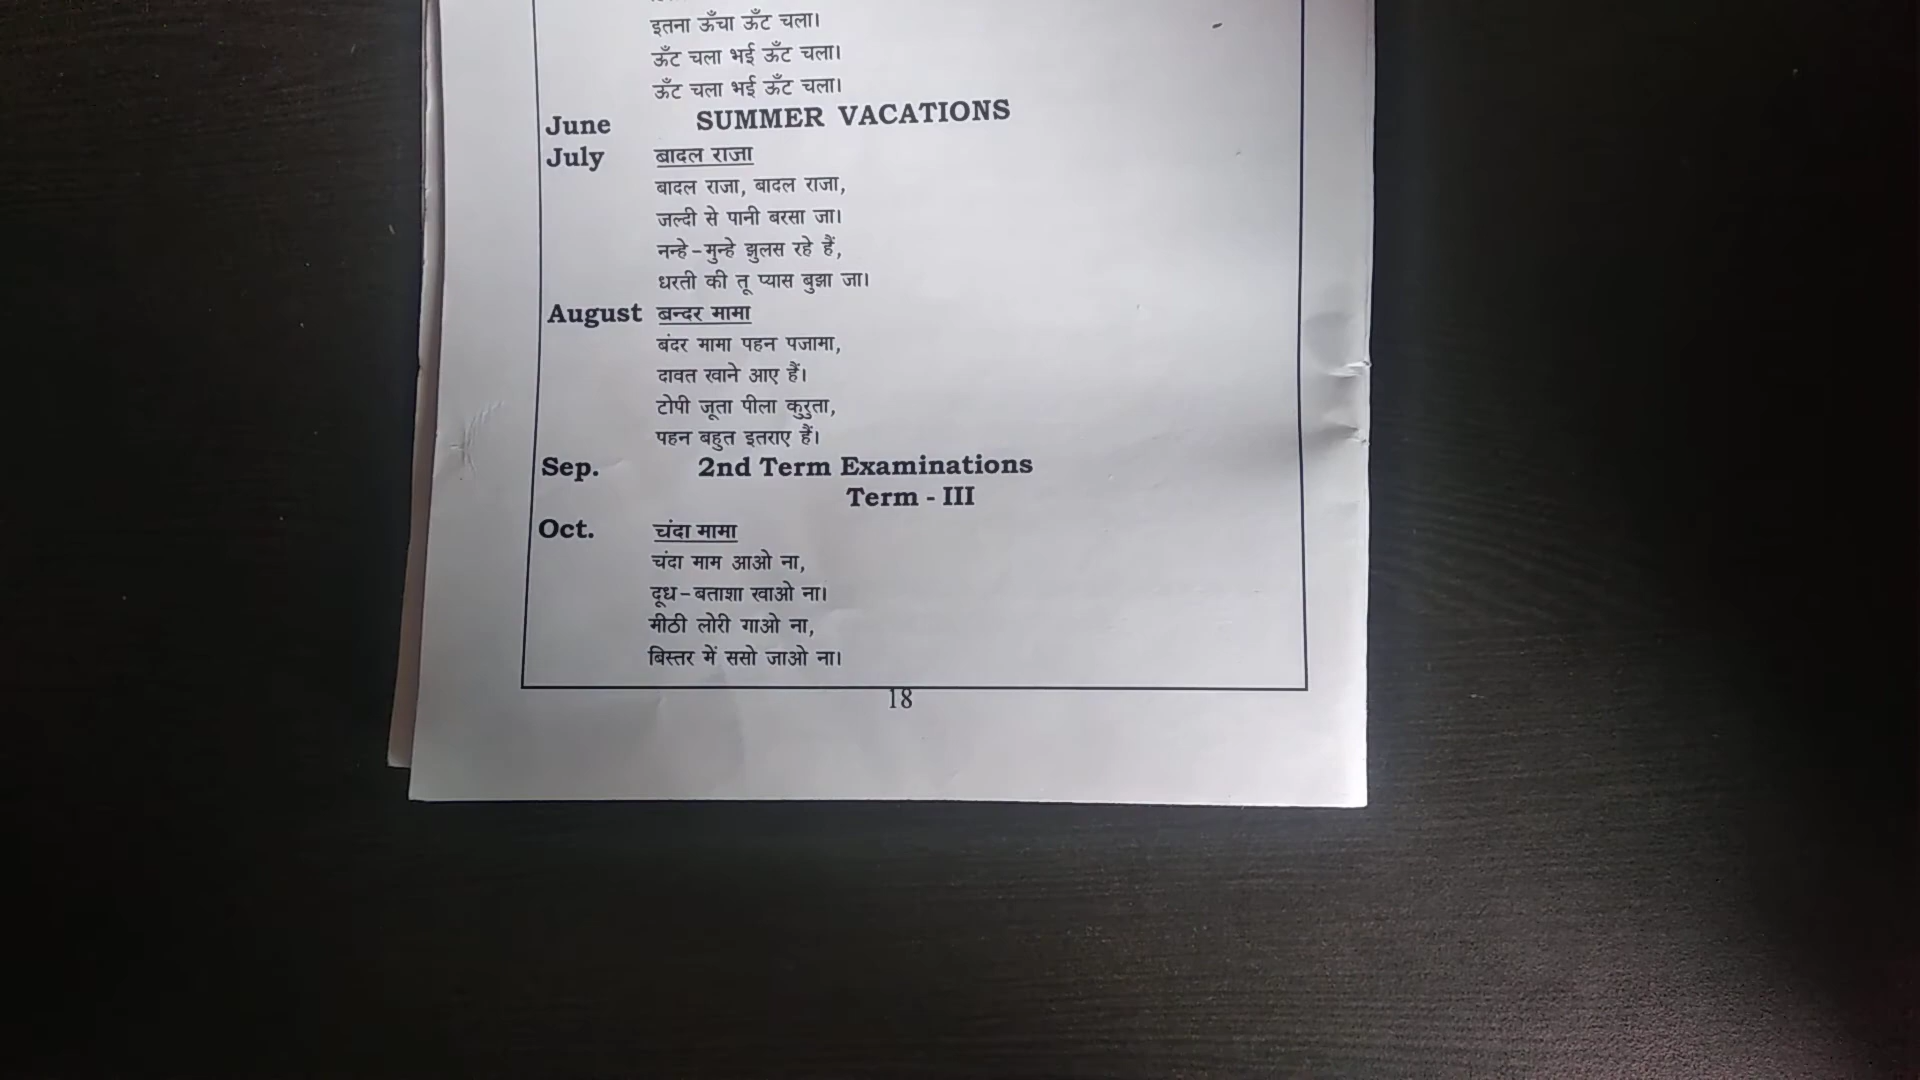 इतना ऊँचा ऊँट चला।
ऊँट चला भई ऊँट चला।
ऊँट चला भई ऊँट चला।
June SUMMER VACATIONS
July बादल राजा
बादल राजा, बादल राजा,
जल्दी से पानी बरसा जा।
नन्हे-मुन्हे झुलस रहे हैं,
धरती की तू प्यास बुझा जा।
August बन्दर मामा
बंदर मामा पहन पजामा,
दावत खाने आए हैं।
टोपी जूता पीला कुरुता,
पहन बहुत इतराए हैं।
Sep. 2nd Term Examinations
Term - III
Oct. चंदा मामा
चंदा माम आओ ना,
दूध-बताशा खाओ ना।
मीठी लोरी गाओ ना,
बिस्तर में ससो जाओ ना।
18